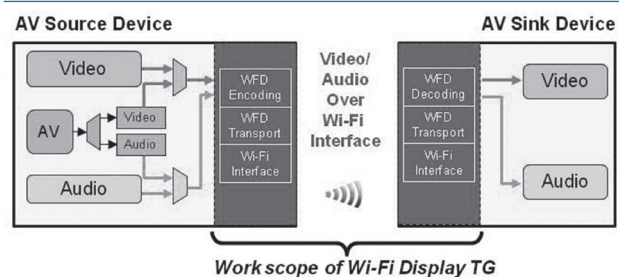 AV Source Device
AV Sink Device
Video
AV
Video
Audio
Audio
WFD
Encoding
WFD
Transport
Wi-Fi
Interface
Video/
Audio
Over
Wi-Fi
Interface
WFD
Decoding
WFD
Transport
Wi-Fi
Interface
Video
Audio
Work scope of Wi-Fi Display TG